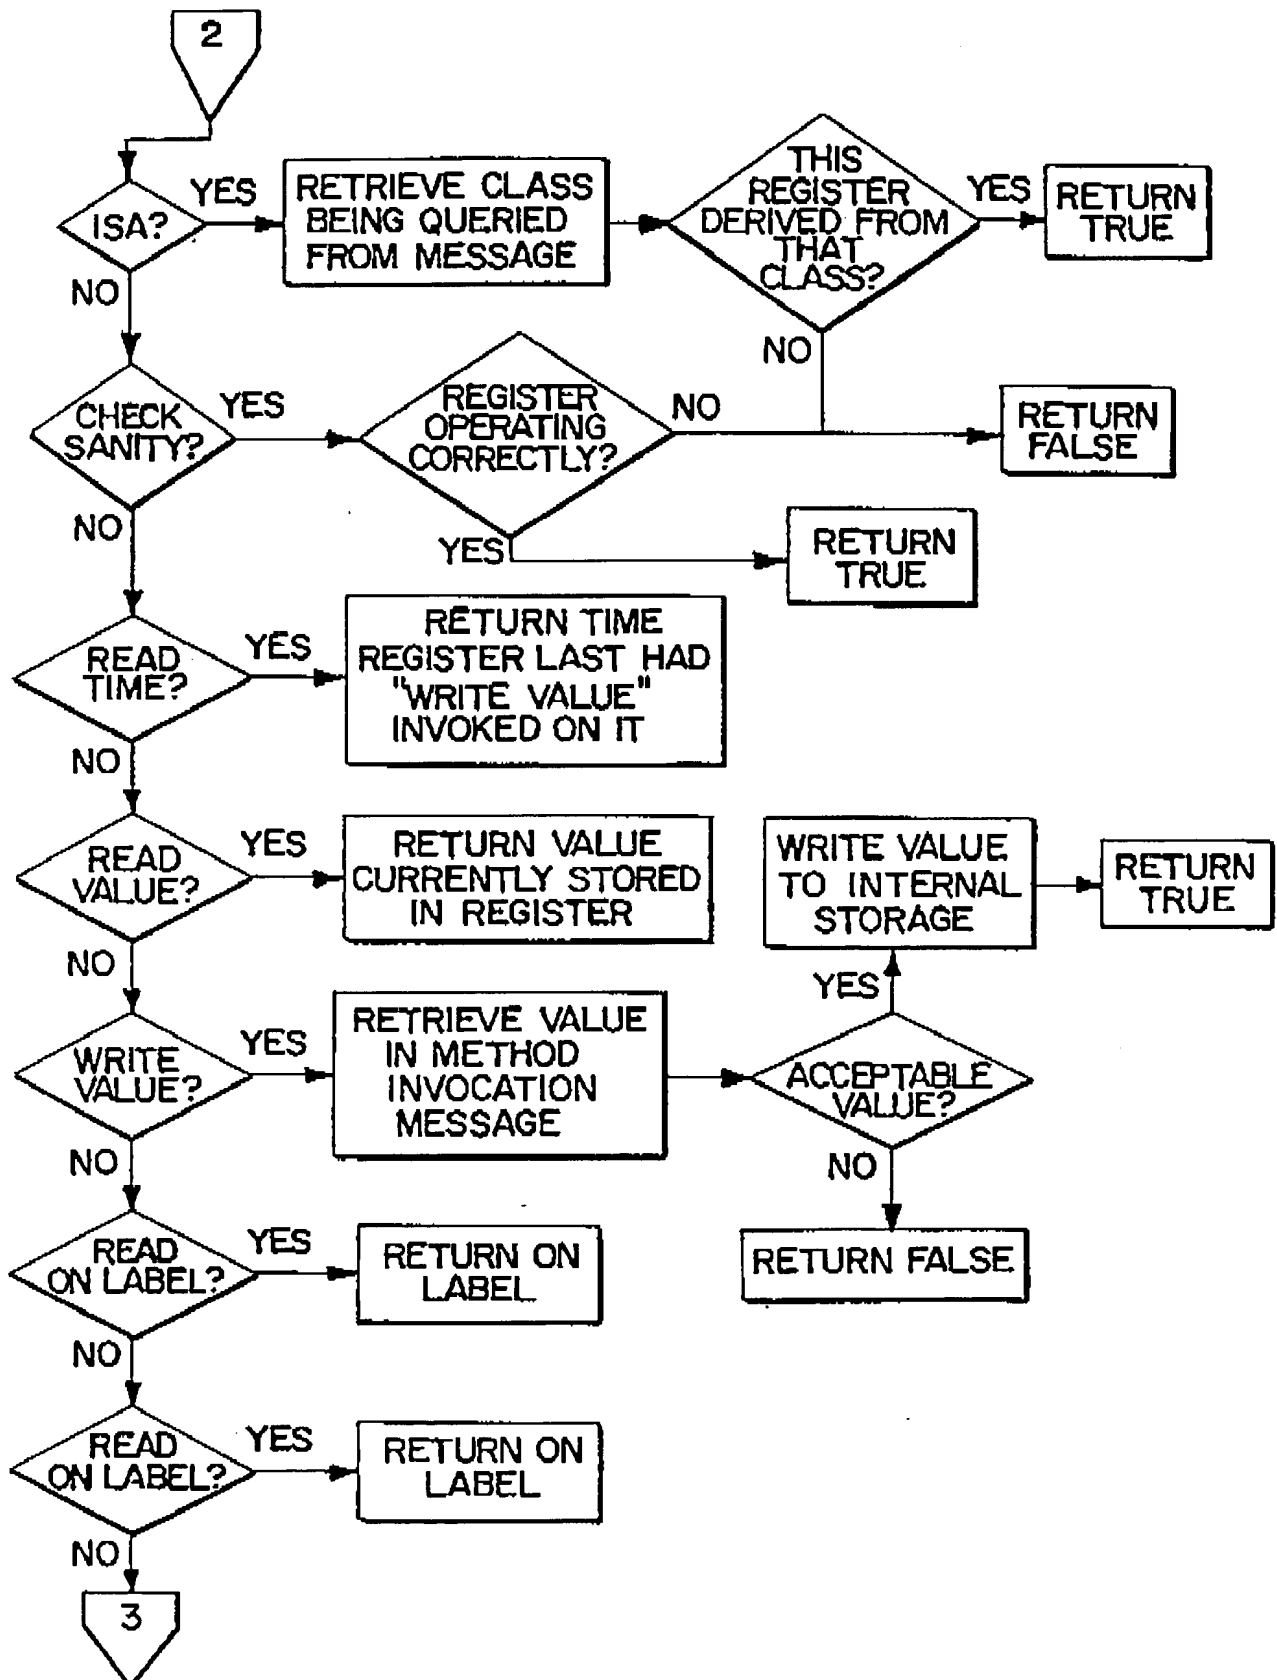 2
ISA?
YES
RETRIEVE CLASS
BEING QUERIED
FROM MESSAGE
THIS
REGISTER
DERIVED FROM
THAT
CLASS?
YES
RETURN
TRUE
NO
NO
CHECK
SANITY?
YES
REGISTER
OPERATING
CORRECTLY?
NO
RETURN
FALSE
YES
RETURN
TRUE
NO
READ
TIME?
YES
RETURN TIME
REGISTER LAST HAD
"WRITE VALUE"
INVOKED ON IT
NO
READ
VALUE?
YES
RETURN VALUE
CURRENTLY STORED
IN REGISTER
WRITE VALUE
TO INTERNAL
STORAGE
RETURN
TRUE
NO
YES
WRITE
VALUE?
YES
RETRIEVE VALUE
IN METHOD
INVOCATION
MESSAGE
ACCEPTABLE
VALUE?
NO
NO
RETURN FALSE
READ
ON LABEL?
YES
RETURN ON
LABEL
NO
READ
ON LABEL?
YES
RETURN ON
LABEL
NO
3